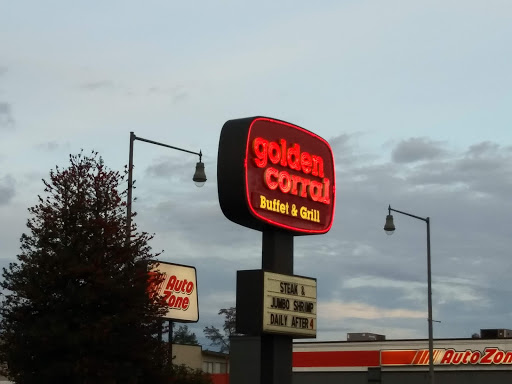 golden
corral
Buffet & Grill
STEAK &
JUMBO SHRIMP
DAILY AFTER 4
Auto
Zone
AutoZone